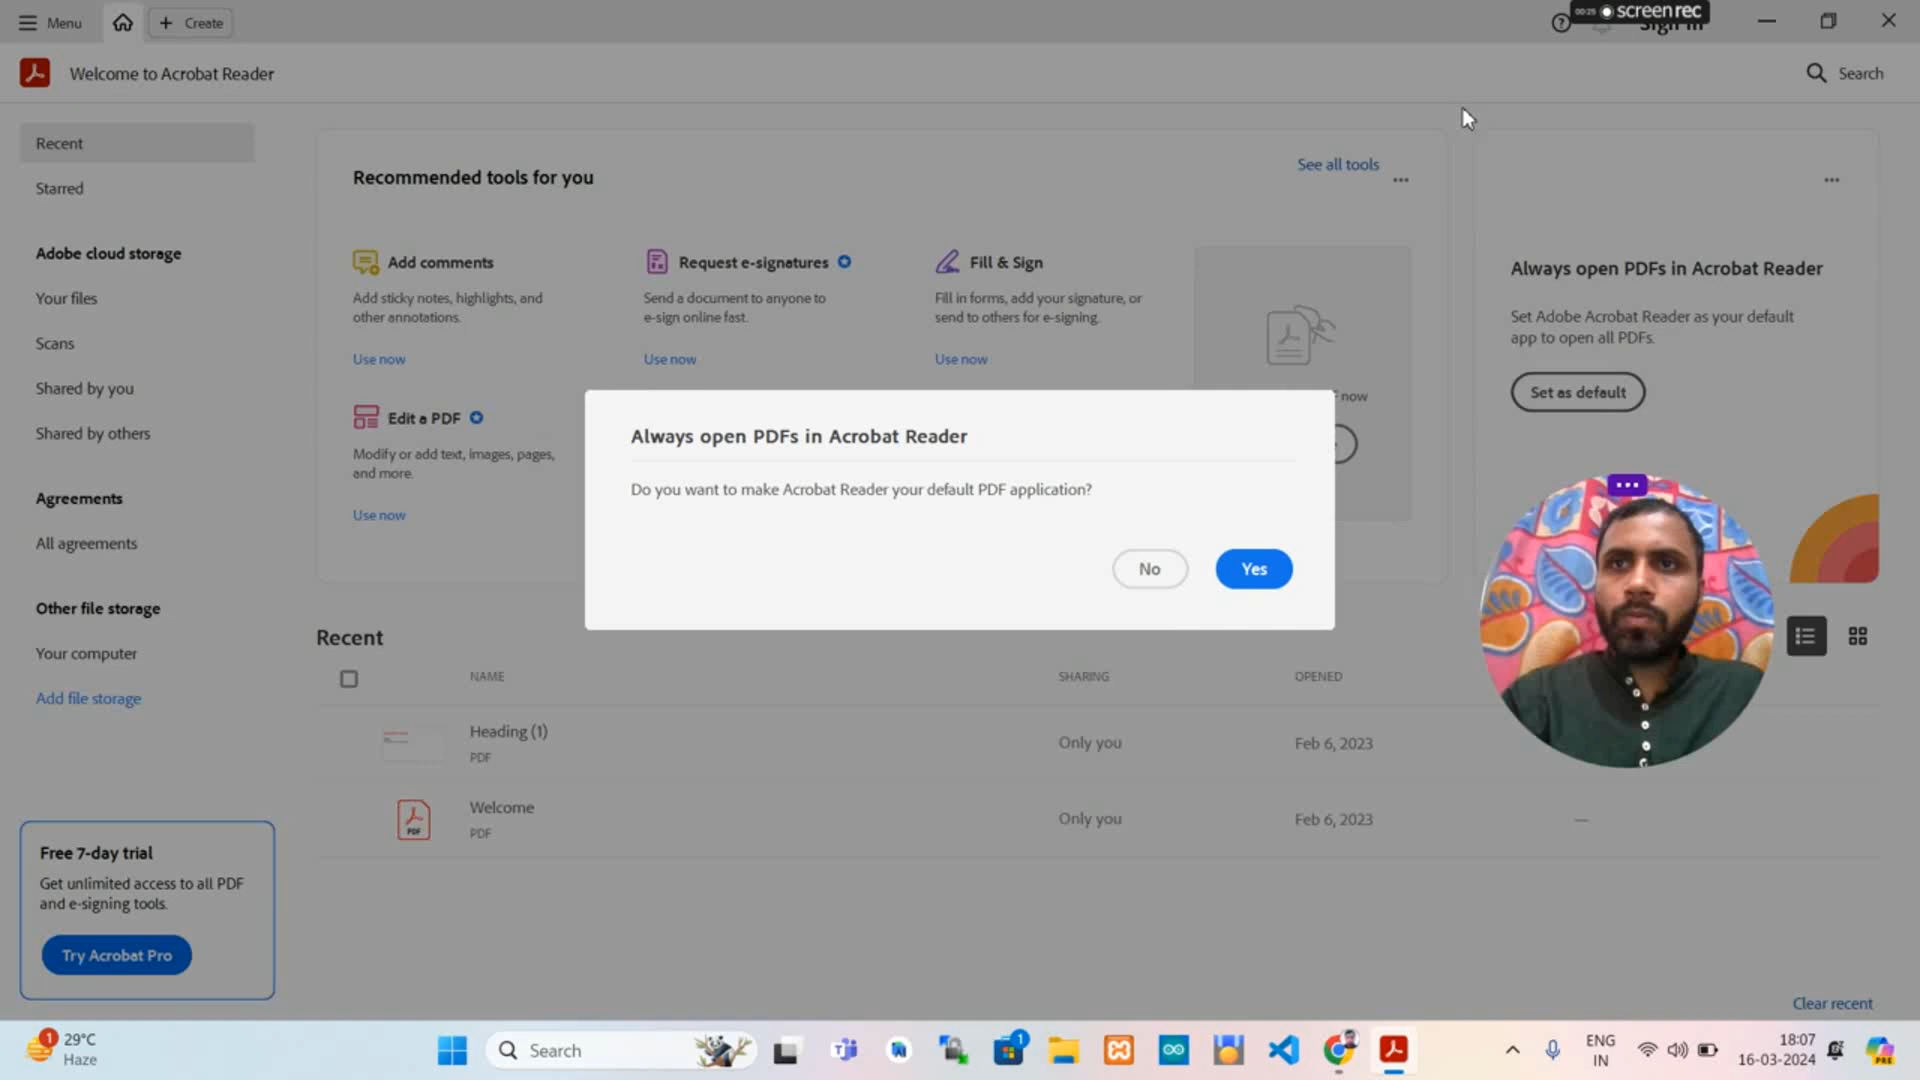 Menu
Create
00:25 screenrec
Sign in
Welcome to Acrobat Reader
Search
Recent
Starred
Adobe cloud storage
Your files
Scans
Shared by you
Shared by others
Agreements
All agreements
Other file storage
Your computer
Add file storage
Free 7-day trial
Get unlimited access to all PDF
and e-signing tools.
Try Acrobat Pro
Recommended tools for you
See all tools
Add comments
Add sticky notes, highlights, and
other annotations.
Use now
Request e-signatures
Send a document to anyone to
e-sign online fast.
Use now
Fill & Sign
Fill in forms, add your signature, or
send to others for e-signing.
Use now
Edit a PDF
Modify or add text, images, pages,
and more.
Use now
now
Always open PDFs in Acrobat Reader
Set Adobe Acrobat Reader as your default
app to open all PDFs.
Set as default
Always open PDFs in Acrobat Reader
Do you want to make Acrobat Reader your default PDF application?
No
Yes
Recent
NAME
SHARING
OPENED
Heading (1)
PDF
Only you
Feb 6, 2023
Welcome
PDF
Only you
Feb 6, 2023
—
PDF
Clear recent
1
29°C
Haze
Search
1
ENG
IN
18:07
16-03-2024
PRE